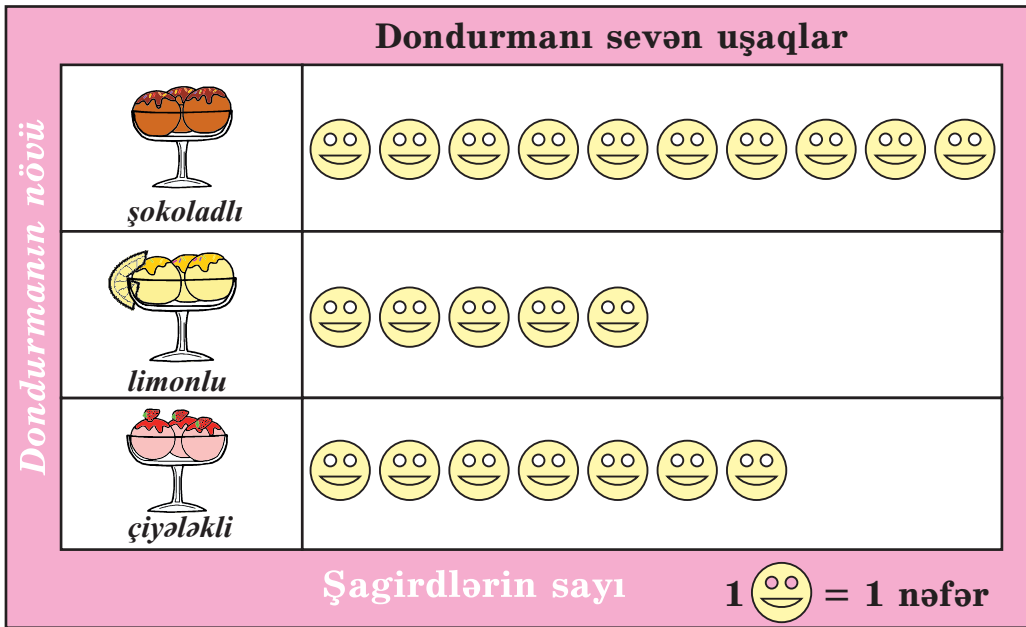 Dondurmanı sevən uşaqlar
Dondurmanın növü
şokoladlı
limonlu
çiyələkli
Şagirdlərin sayı
1 = 1 nəfər